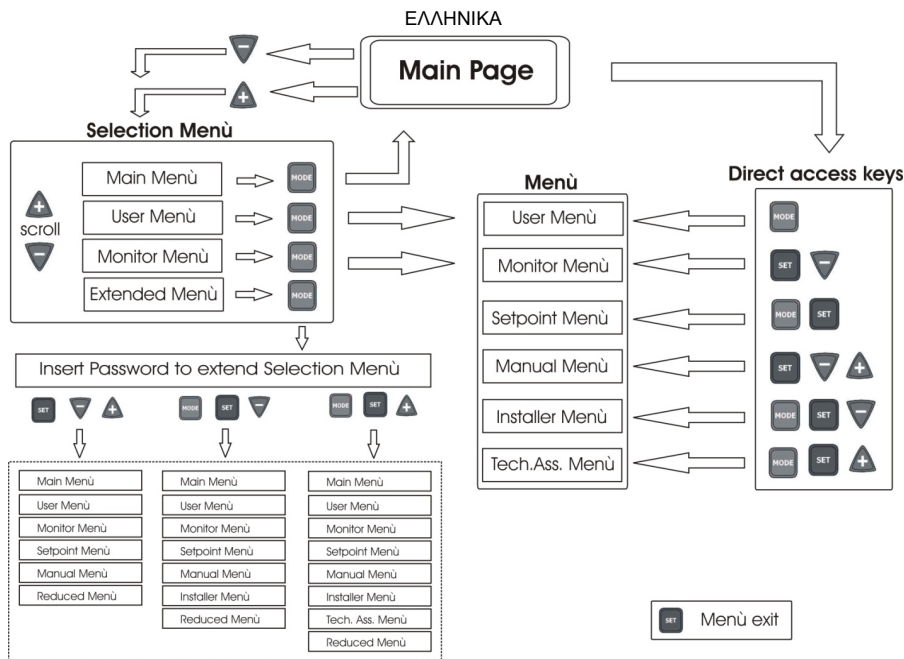 ΕΛΛΗΝΙΚΑ
Main Page
Selection Menù
Main Menù
MODE
User Menù
MODE
scroll
Monitor Menù
MODE
Extended Menù
MODE
Insert Password to extend Selection Menù
SET
MODE SET
MODE SET
Main Menù
User Menù
Monitor Menù
Setpoint Menù
Manual Menù
Reduced Menù
Main Menù
User Menù
Monitor Menù
Setpoint Menù
Manual Menù
Installer Menù
Reduced Menù
Main Menù
User Menù
Monitor Menù
Setpoint Menù
Manual Menù
Installer Menù
Tech. Ass. Menù
Reduced Menù
Menù
User Menù
Monitor Menù
Setpoint Menù
Manual Menù
Installer Menù
Tech.Ass. Menù
Direct access keys
MODE
SET −
MODE SET
SET − +
MODE SET −
MODE SET +
SET Menù exit